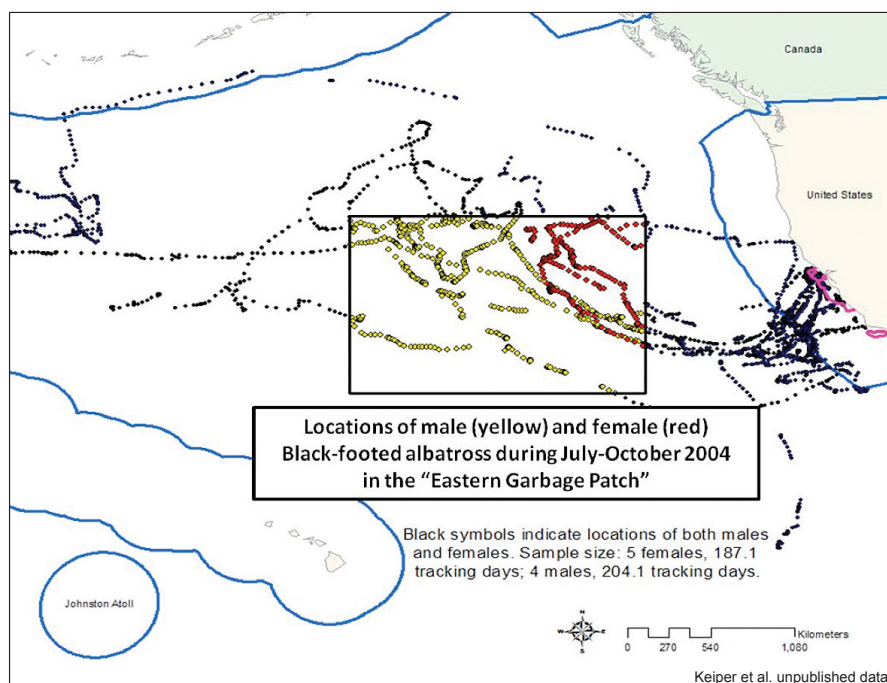 Canada
United States
Locations of male (yellow) and female (red)
Black-footed albatross during July-October 2004
in the “Eastern Garbage Patch”
Black symbols indicate locations of both males
and females. Sample size: 5 females, 187.1
tracking days; 4 males, 204.1 tracking days.
Johnston Atoll
N
W E
S
Kilometers
0 270 540 1,080
Keiper et al. unpublished data